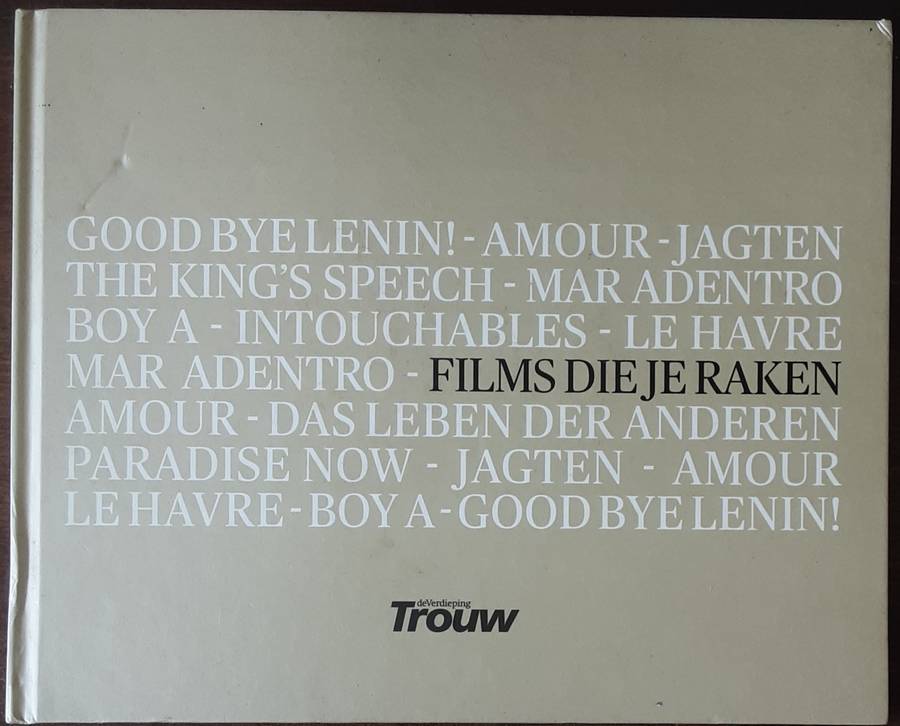 GOOD BYE LENIN! - AMOUR - JAGTEN
THE KING'S SPEECH - MAR ADENTRO
BOY A - INTOUCHABLES - LE HAVRE
MAR ADENTRO - FILMS DIE JE RAKEN
AMOUR - DAS LEBEN DER ANDEREN
PARADISE NOW - JAGTEN - AMOUR
LE HAVRE - BOY A - GOOD BYE LENIN!
deVerdieping
Trouw